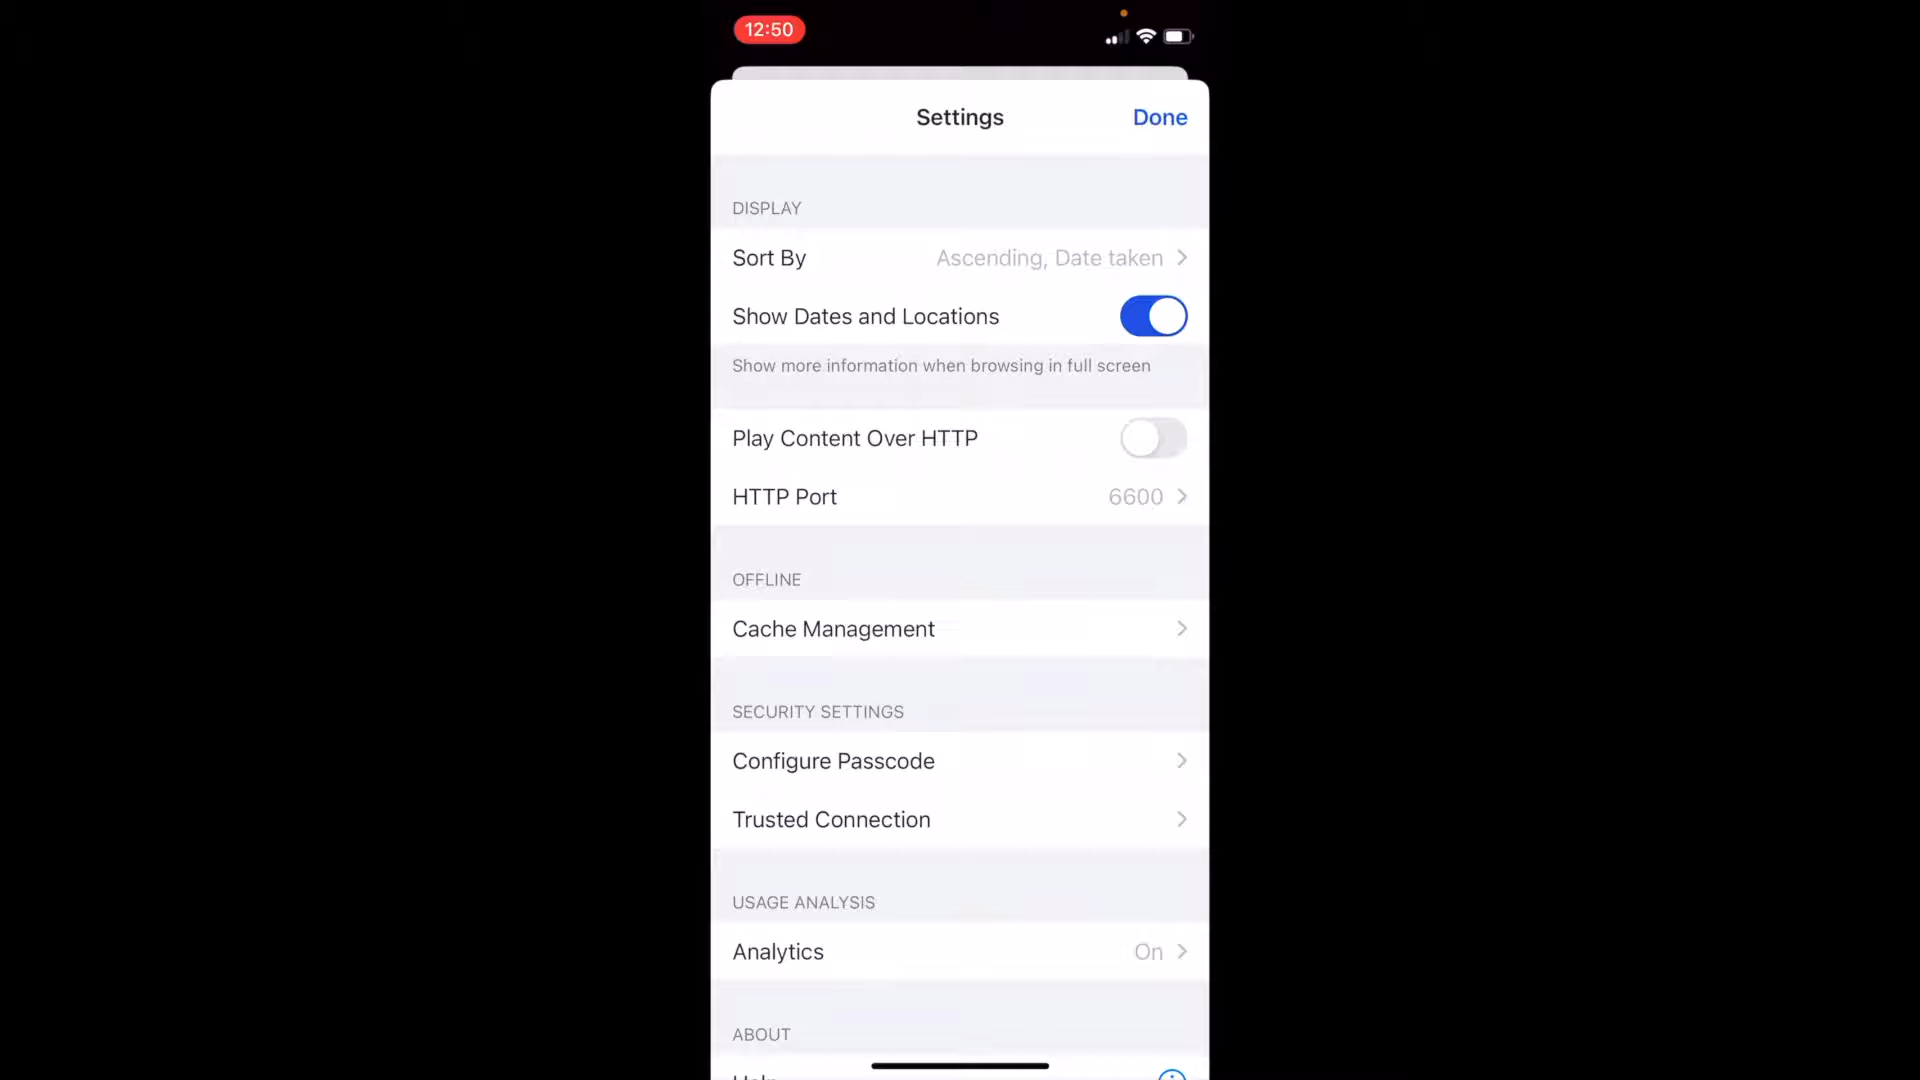 12:50
Settings
Done
DISPLAY
Sort By
Ascending, Date taken
Show Dates and Locations
Show more information when browsing in full screen
Play Content Over HTTP
HTTP Port
6600
OFFLINE
Cache Management
SECURITY SETTINGS
Configure Passcode
Trusted Connection
USAGE ANALYSIS
Analytics
On
ABOUT
Help